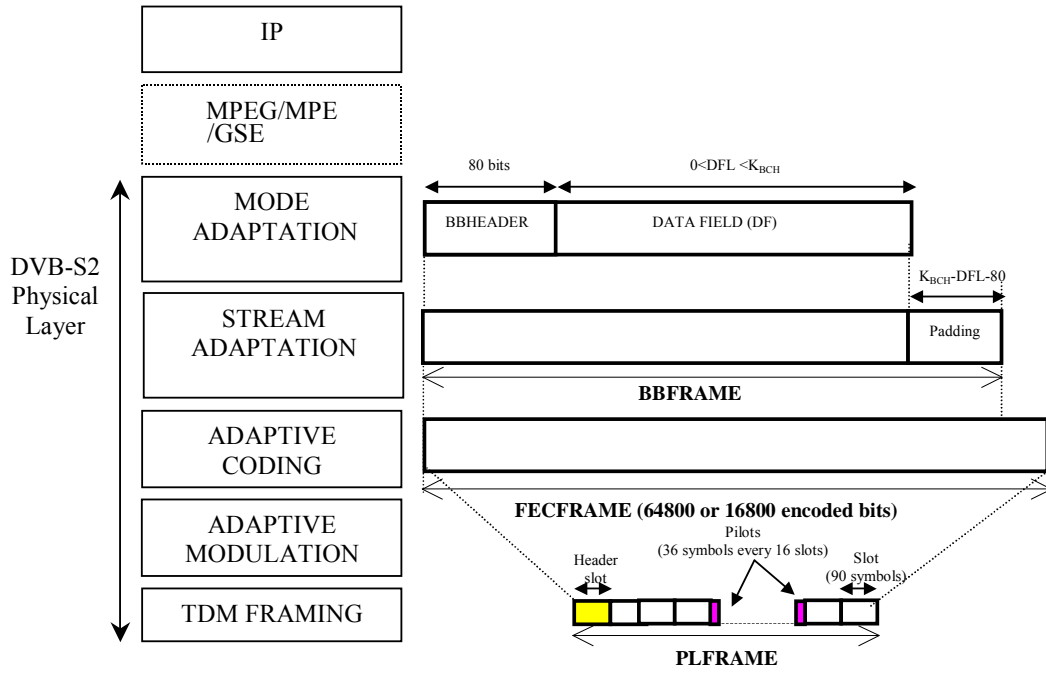 IP
MPEG/MPE
/GSE
80 bits
0<DFL <K_BCH
MODE
ADAPTATION
BBHEADER
DATA FIELD (DF)
DVB-S2
Physical
Layer
K_BCH-DFL-80
STREAM
ADAPTATION
Padding
BBFRAME
ADAPTIVE
CODING
FECFRAME (64800 or 16800 encoded bits)
ADAPTIVE
MODULATION
Pilots
(36 symbols every 16 slots)
Header
slot
Slot
(90 symbols)
TDM FRAMING
PLFRAME